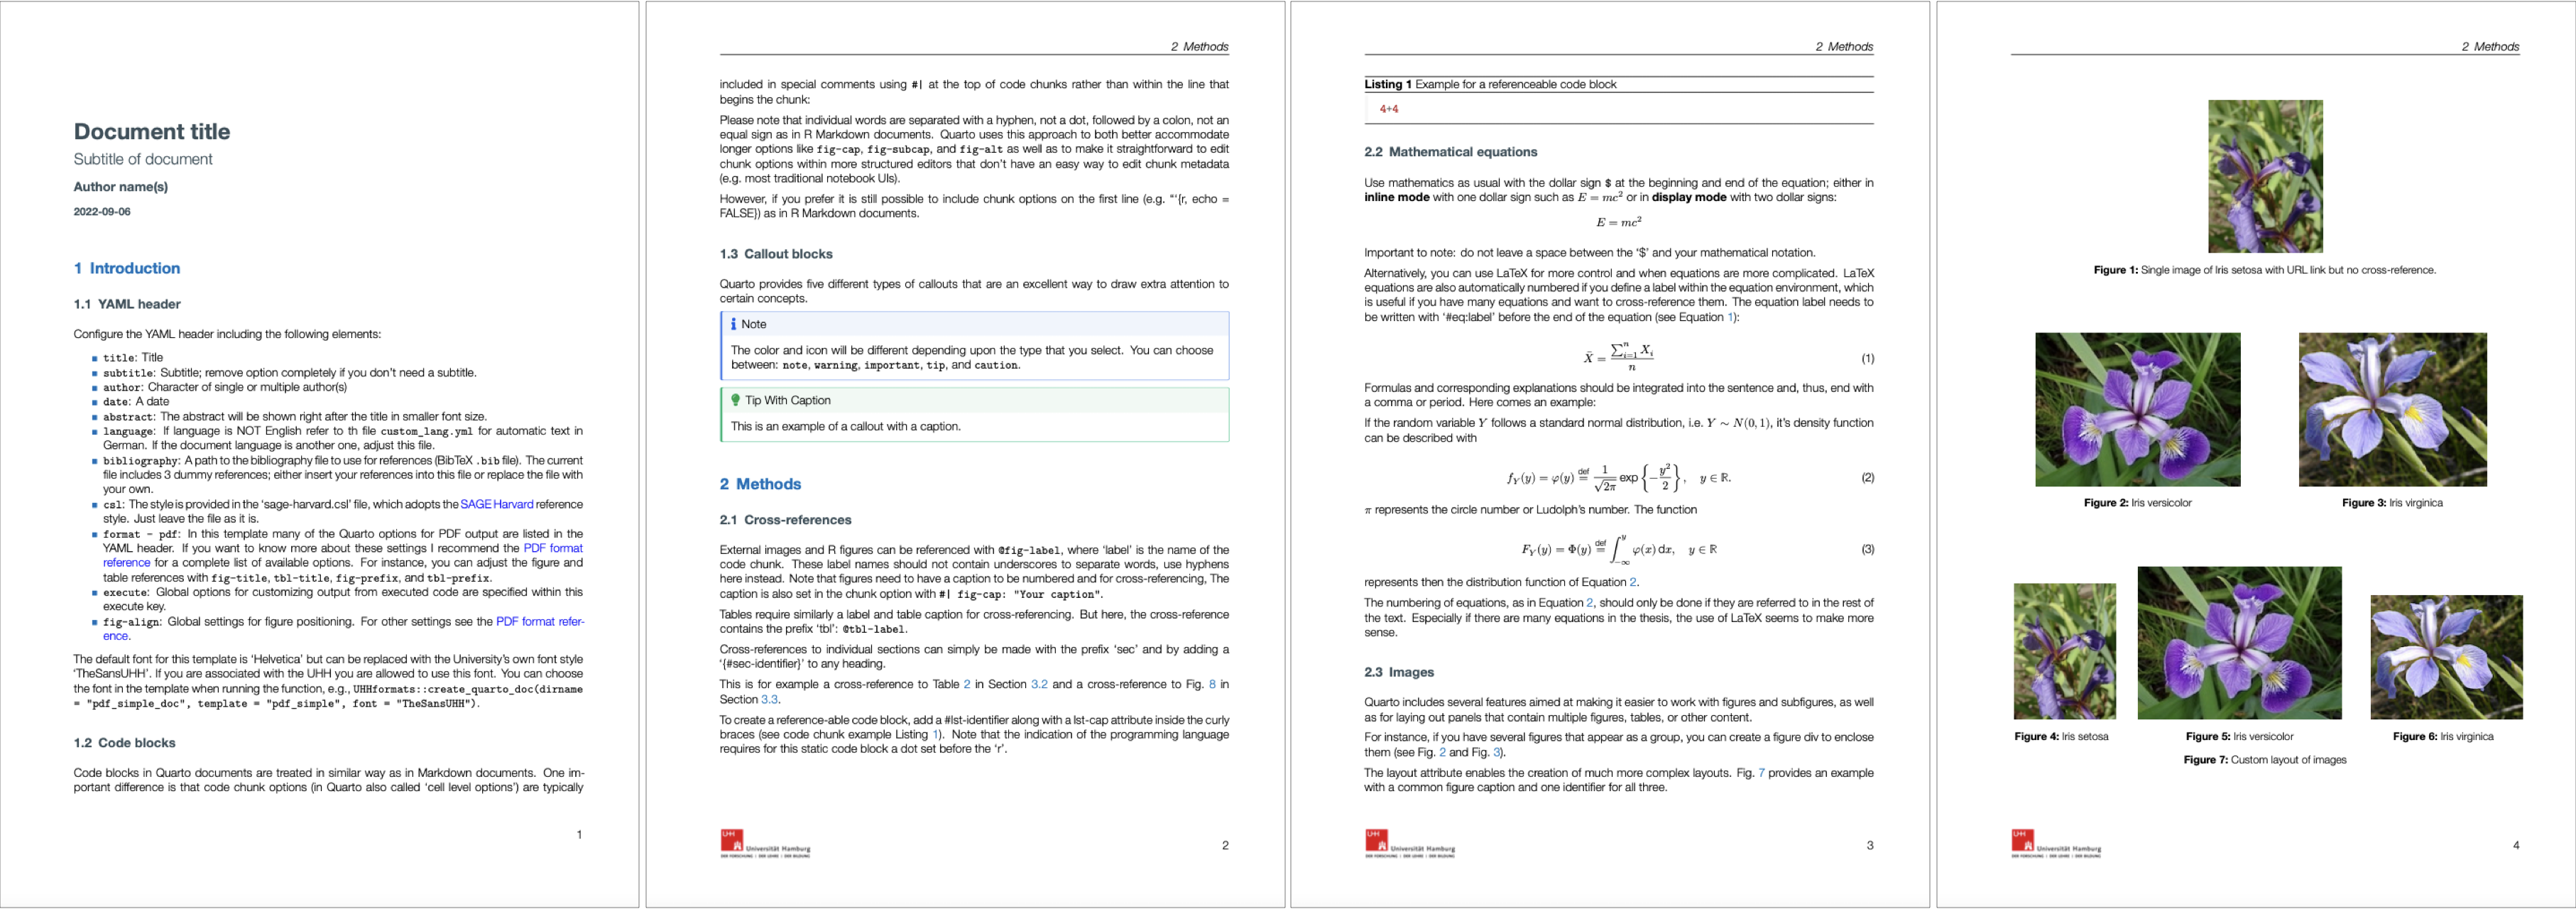 Document title
Subtitle of document
Author name(s)
2022-09-06
1 Introduction
1.1 YAML header
Configure the YAML header including the following elements:
■ title: Title
■ subtitle: Subtitle; remove option completely if you don't need a subtitle.
■ author: Character of single or multiple author(s)
■ date: A date
■ abstract: The abstract will be shown right after the title in smaller font size.
■ language: If language is NOT English refer to th file custom_lang.yml for automatic text in
German. If the document language is another one, adjust this file.
■ bibliography: A path to the bibliography file to use for references (BibTeX .bib file). The current
file includes 3 dummy references; either insert your references into this file or replace the file with
your own.
■ csl: The style is provided in the 'sage-harvard.csl' file, which adopts the SAGE Harvard reference
style. Just leave the file as it is.
■ format - pdf: In this template many of the Quarto options for PDF output are listed in the
YAML header. If you want to know more about these settings I recommend the PDF format
reference for a complete list of available options. For instance, you can adjust the figure and
table references with fig-title, tbl-title, fig-prefix, and tbl-prefix.
■ execute: Global options for customizing output from executed code are specified within this
execute key.
■ fig-align: Global settings for figure positioning. For other settings see the PDF format refer-
ence.
The default font for this template is 'Helvetica' but can be replaced with the University's own font style
'TheSansUHH'. If you are associated with the UHH you are allowed to use this font. You can choose
the font in the template when running the function, e.g., UHHformats::create_quarto_doc(dirname
= "pdf_simple_doc", template = "pdf_simple", font = "TheSansUHH").
1.2 Code blocks
Code blocks in Quarto documents are treated in similar way as in Markdown documents. One im-
portant difference is that code chunk options (in Quarto also called 'cell level options') are typically
1
2 Methods
included in special comments using #| at the top of code chunks rather than within the line that
begins the chunk:
Please note that individual words are separated with a hyphen, not a dot, followed by a colon, not an
equal sign as in R Markdown documents. Quarto uses this approach to both better accommodate
longer options like fig-cap, fig-subcap, and fig-alt as well as to make it straightforward to edit
chunk options within more structured editors that don't have an easy way to edit chunk metadata
(e.g. most traditional notebook UIs).
However, if you prefer it is still possible to include chunk options on the first line (e.g. "'{r, echo =
FALSE}) as in R Markdown documents.
1.3 Callout blocks
Quarto provides five different types of callouts that are an excellent way to draw extra attention to
certain concepts.
Note
The color and icon will be different depending upon the type that you select. You can choose
between: note, warning, important, tip, and caution.
Tip With Caption
This is an example of a callout with a caption.
2 Methods
2.1 Cross-references
External images and R figures can be referenced with @fig-label, where 'label' is the name of the
code chunk. These label names should not contain underscores to separate words, use hyphens
here instead. Note that figures need to have a caption to be numbered and for cross-referencing, The
caption is also set in the chunk option with #| fig-cap: "Your caption".
Tables require similarly a label and table caption for cross-referencing. But here, the cross-reference
contains the prefix 'tbl': @tbl-label.
Cross-references to individual sections can simply be made with the prefix 'sec' and by adding a
'{#sec-identifier}' to any heading.
This is for example a cross-reference to Table 2 in Section 3.2 and a cross-reference to Fig. 8 in
Section 3.3.
To create a reference-able code block, add a #lst-identifier along with a lst-cap attribute inside the curly
braces (see code chunk example Listing 1). Note that the indication of the programming language
requires for this static code block a dot set before the 'r'.
UH
Universität Hamburg
DER FORSCHUNG | DER LEHRE | DER BILDUNG
2
2 Methods
Listing 1 Example for a referenceable code block
4+4
2.2 Mathematical equations
Use mathematics as usual with the dollar sign $ at the beginning and end of the equation; either in
inline mode with one dollar sign such as E = mc² or in display mode with two dollar signs:
E = mc²
Important to note: do not leave a space between the '$' and your mathematical notation.
Alternatively, you can use LaTeX for more control and when equations are more complicated. LaTeX
equations are also automatically numbered if you define a label within the equation environment, which
is useful if you have many equations and want to cross-reference them. The equation label needs to
be written with '#eq:label' before the end of the equation (see Equation 1):
X̄ = ∑ⁿᵢ₌₁ Xᵢ / n (1)
Formulas and corresponding explanations should be integrated into the sentence and, thus, end with
a comma or period. Here comes an example:
If the random variable Y follows a standard normal distribution, i.e. Y ∼ N(0, 1), it's density function
can be described with
f_Y(y) = φ(y) def= 1/√2π exp{−y²/2}, y ∈ ℝ. (2)
π represents the circle number or Ludolph's number. The function
F_Y(y) = Φ(y) def= ∫_{−∞}^{y} φ(x) dx, y ∈ ℝ (3)
represents then the distribution function of Equation 2.
The numbering of equations, as in Equation 2, should only be done if they are referred to in the rest of
the text. Especially if there are many equations in the thesis, the use of LaTeX seems to make more
sense.
2.3 Images
Quarto includes several features aimed at making it easier to work with figures and subfigures, as well
as for laying out panels that contain multiple figures, tables, or other content.
For instance, if you have several figures that appear as a group, you can create a figure div to enclose
them (see Fig. 2 and Fig. 3).
The layout attribute enables the creation of much more complex layouts. Fig. 7 provides an example
with a common figure caption and one identifier for all three.
UH
Universität Hamburg
DER FORSCHUNG | DER LEHRE | DER BILDUNG
3
2 Methods
Figure 1: Single image of Iris setosa with URL link but no cross-reference.
Figure 2: Iris versicolor
Figure 3: Iris virginica
Figure 4: Iris setosa
Figure 5: Iris versicolor
Figure 6: Iris virginica
Figure 7: Custom layout of images
UH
Universität Hamburg
DER FORSCHUNG | DER LEHRE | DER BILDUNG
4